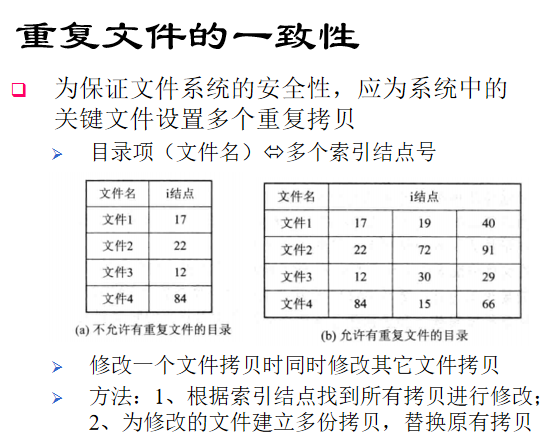 重复文件的一致性
为保证文件系统的安全性，应为系统中的
关键文件设置多个重复拷贝
目录项（文件名）⇔多个索引结点号
文件名 i结点
文件1 17
文件2 22
文件3 12
文件4 84
(a) 不允许有重复文件的目录
文件名 i结点
文件1 17 19 40
文件2 22 72 91
文件3 12 30 29
文件4 84 15 66
(b) 允许有重复文件的目录
修改一个文件拷贝时同时修改其它文件拷贝
方法：1、根据索引结点找到所有拷贝进行修改；
2、为修改的文件建立多份拷贝，替换原有拷贝